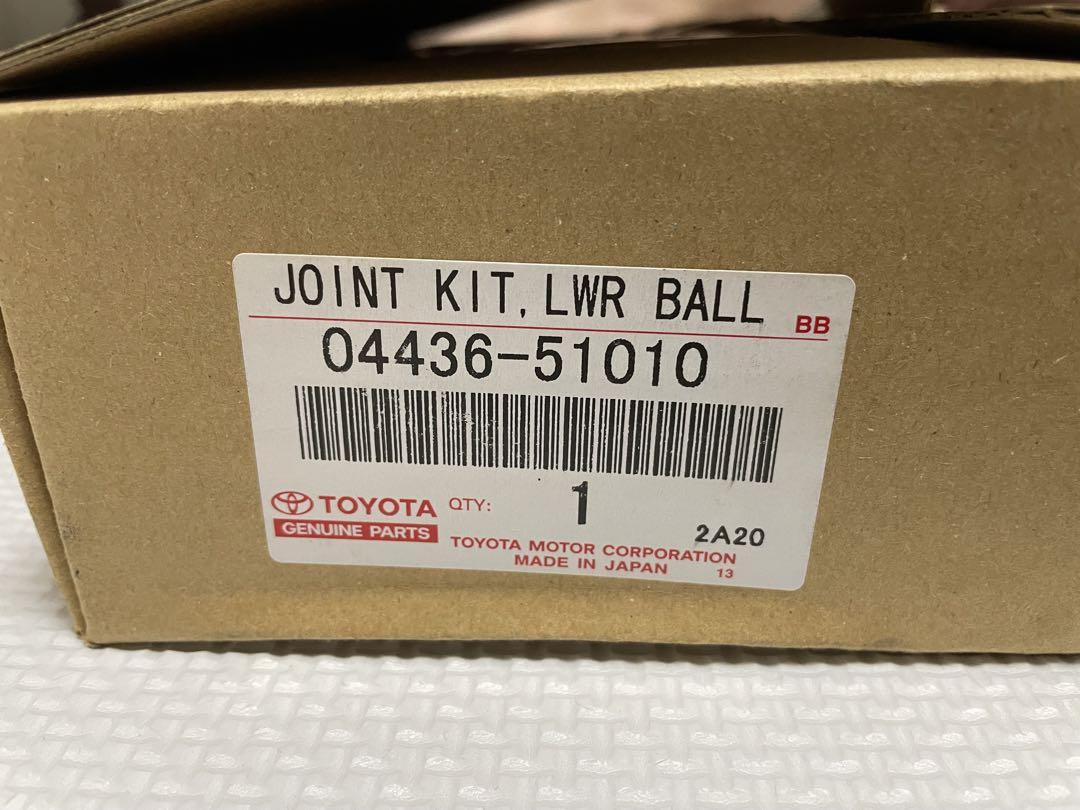 JOINT KIT, LWR BALL
BB
04436-51010
TOYOTA QTY: 1
GENUINE PARTS
2A20
TOYOTA MOTOR CORPORATION
MADE IN JAPAN 13